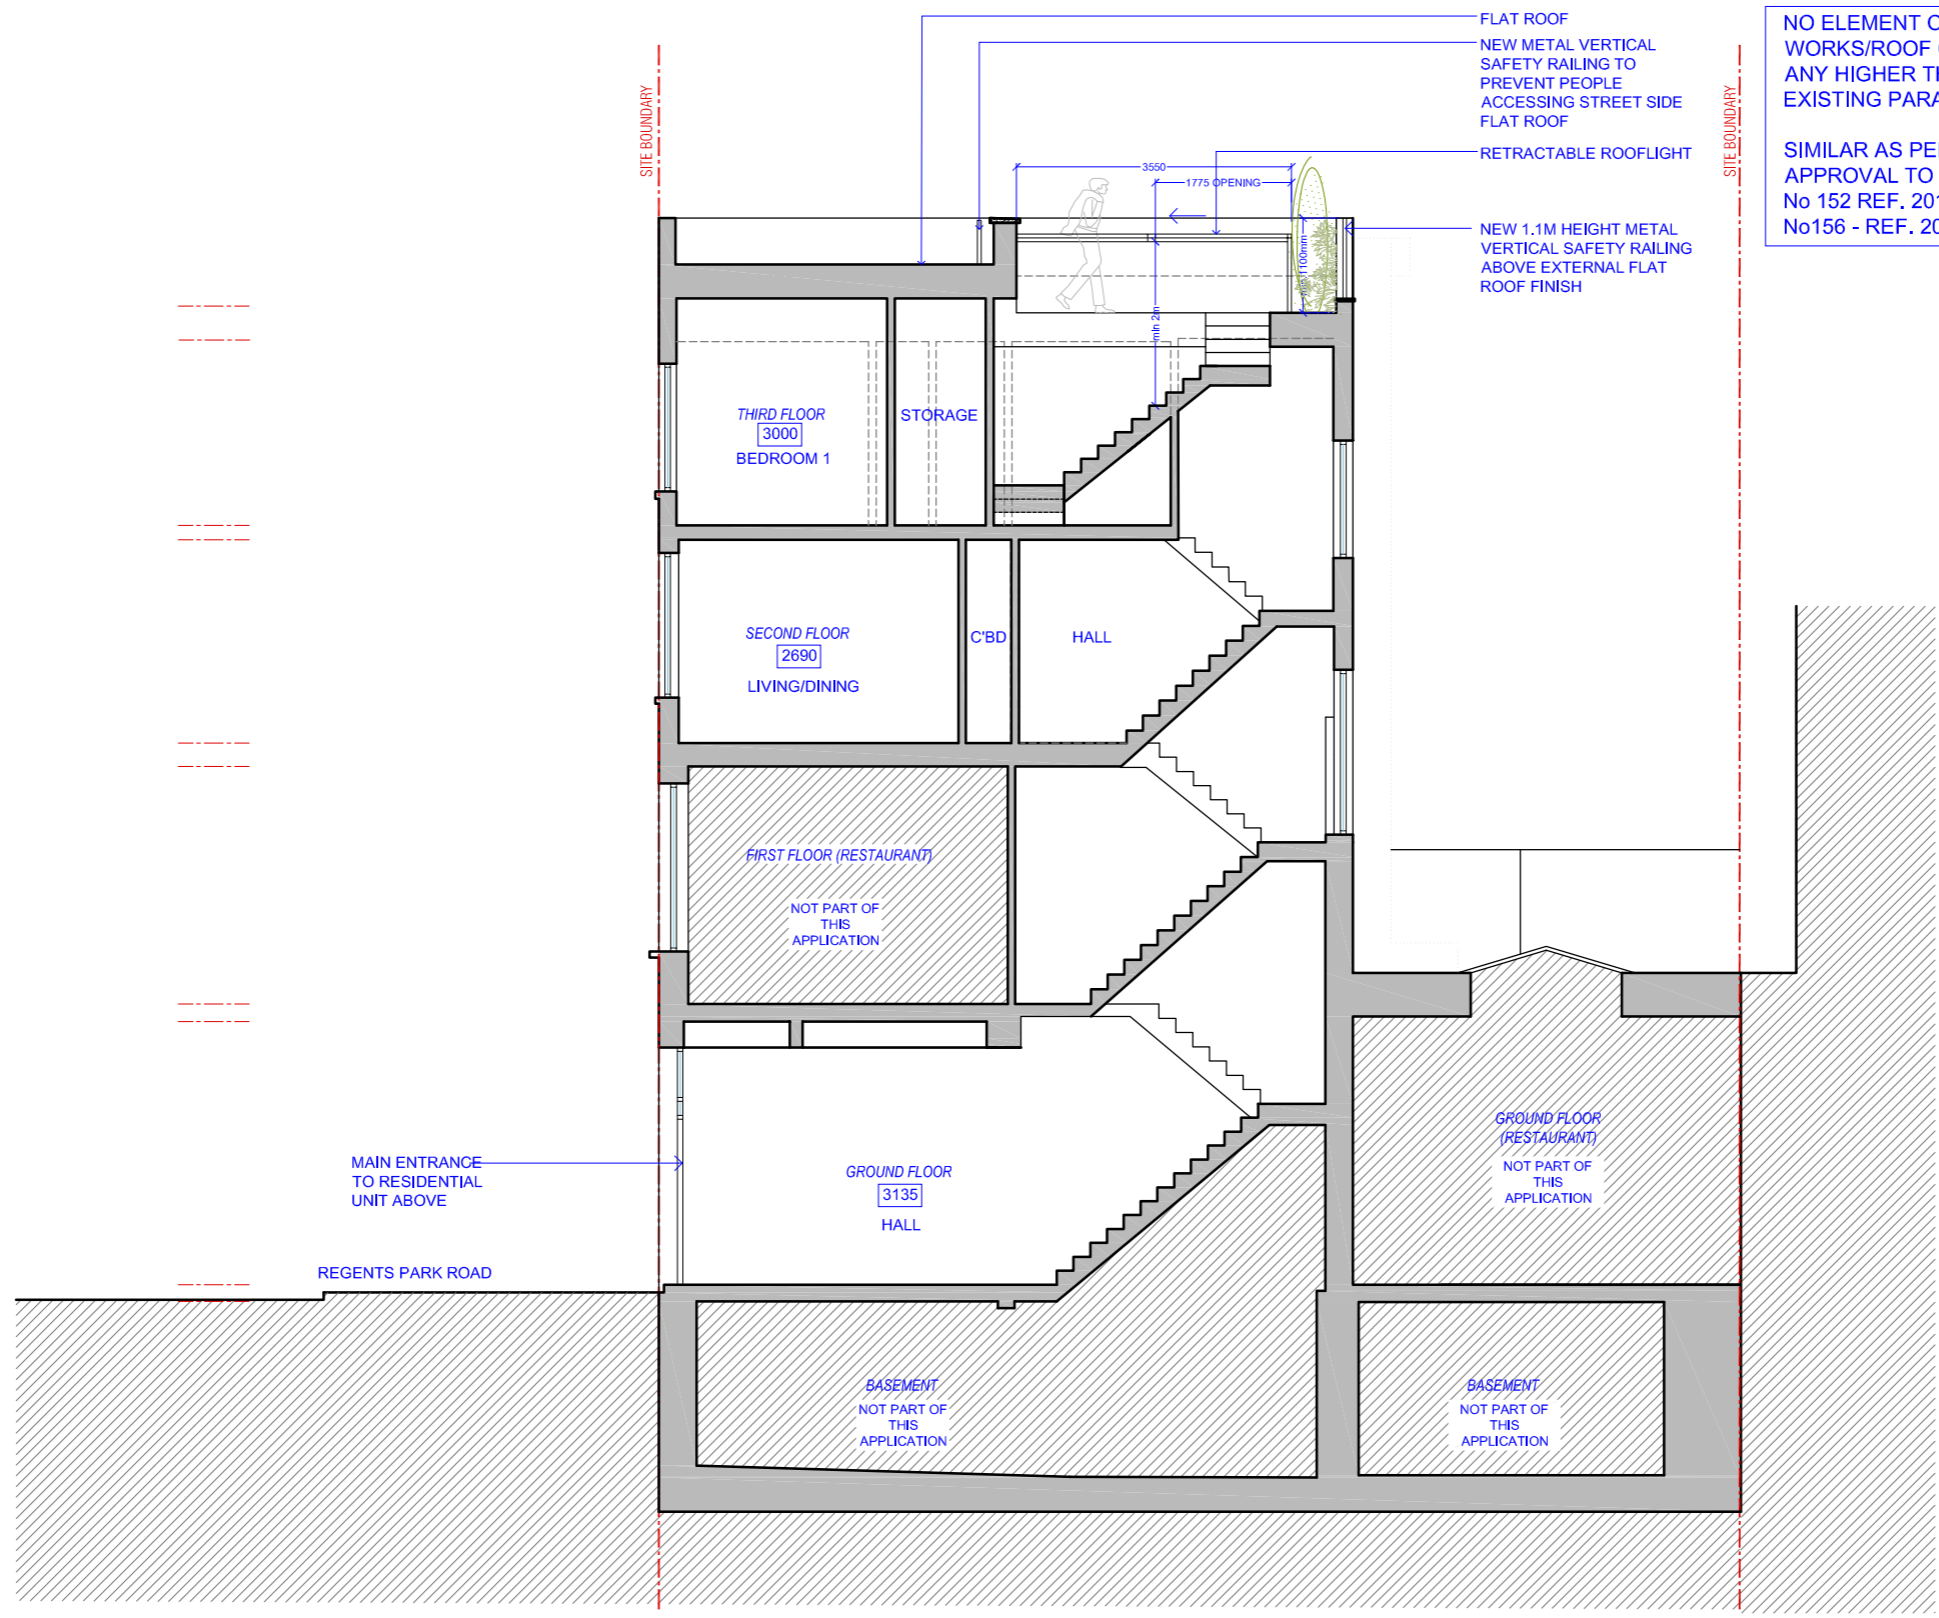 FLAT ROOF
NEW METAL VERTICAL
SAFETY RAILING TO
PREVENT PEOPLE
ACCESSING STREET SIDE
FLAT ROOF
RETRACTABLE ROOFLIGHT
NEW 1.1M HEIGHT METAL
VERTICAL SAFETY RAILING
ABOVE EXTERNAL FLAT
ROOF FINISH
NO ELEMENT
WORKS/ROOF
ANY HIGHER
EXISTING
SIMILAR AS
APPROVAL TO
No 152 REF.
No156 - REF.
SITE BOUNDARY
SITE BOUNDARY
3550
1775 OPENING
min 1100mm
min 2m
THIRD FLOOR
3000
BEDROOM 1
STORAGE
SECOND FLOOR
2690
LIVING/DINING
C'BD
HALL
FIRST FLOOR (RESTAURANT)
NOT PART OF
THIS
APPLICATION
MAIN ENTRANCE
TO RESIDENTIAL
UNIT ABOVE
GROUND FLOOR
3135
HALL
GROUND FLOOR
(RESTAURANT)
NOT PART OF
THIS
APPLICATION
REGENTS PARK ROAD
BASEMENT
NOT PART OF
THIS
APPLICATION
BASEMENT
NOT PART OF
THIS
APPLICATION